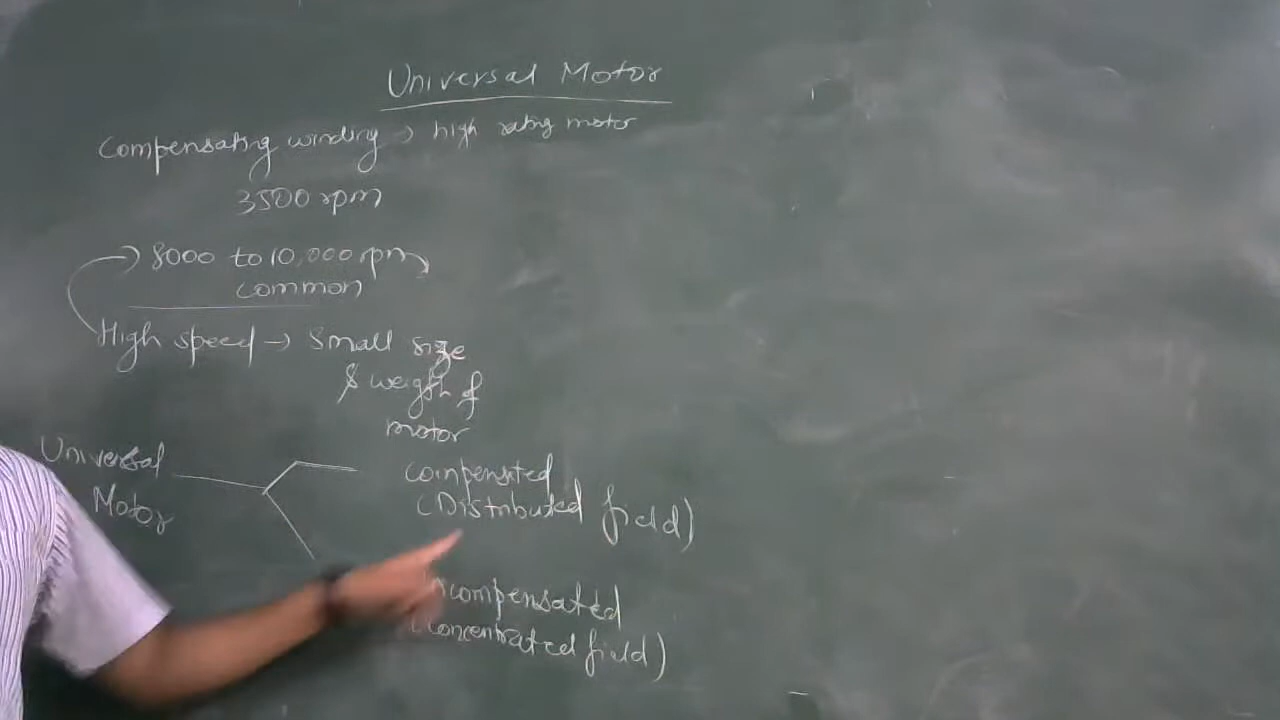 Universal Motor
Compensating winding → high rating motor
3500 rpm
8000 to 10,000 rpm
common
High speed → Small size
& weight of
motor
Universal
Motor
compensated
(Distributed field)
ncompensated
(concentrated field)